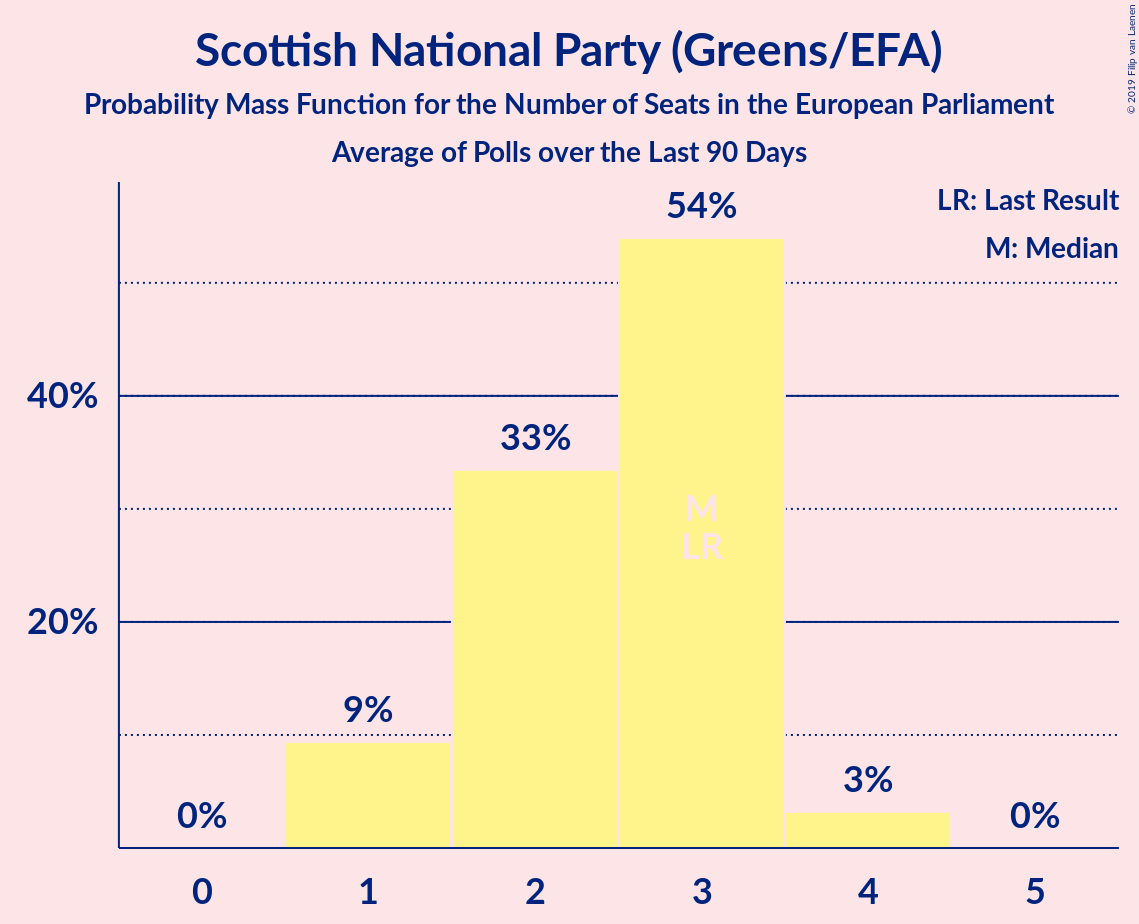 Scottish National Party (Greens/EFA)
Probability Mass Function for the Number of Seats in the European Parliament
Average of Polls over the Last 90 Days
© 2019 Filip van Laenen
LR: Last Result
M: Median
54%
40%
33%
M
LR
20%
9%
3%
0%
0%
0 1 2 3 4 5